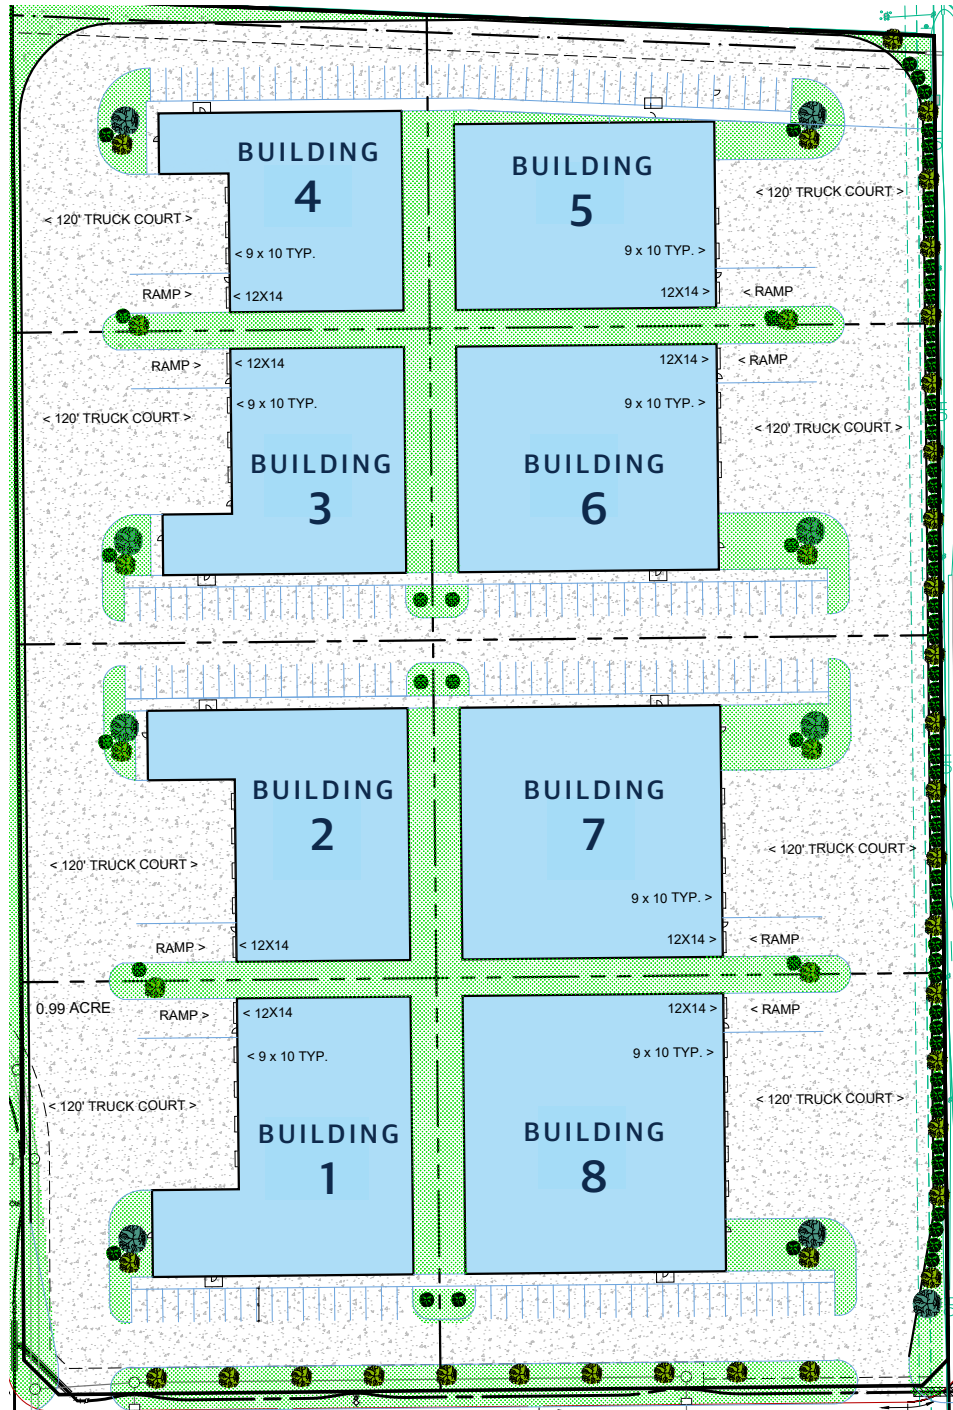 BUILDING
4
BUILDING
5
< 120' TRUCK COURT >
< 120' TRUCK COURT >
< 9 x 10 TYP.
9 x 10 TYP. >
RAMP >
< 12X14
12X14 >
< RAMP
RAMP >
< 12X14
12X14 >
< RAMP
< 9 x 10 TYP.
9 x 10 TYP. >
< 120' TRUCK COURT >
< 120' TRUCK COURT >
BUILDING
3
BUILDING
6
BUILDING
2
BUILDING
7
< 120' TRUCK COURT >
< 120' TRUCK COURT >
9 x 10 TYP. >
RAMP >
< 12X14
12X14 >
< RAMP
0.99 ACRE
RAMP >
< 12X14
12X14 >
< RAMP
< 9 x 10 TYP.
9 x 10 TYP. >
< 120' TRUCK COURT >
< 120' TRUCK COURT >
BUILDING
1
BUILDING
8